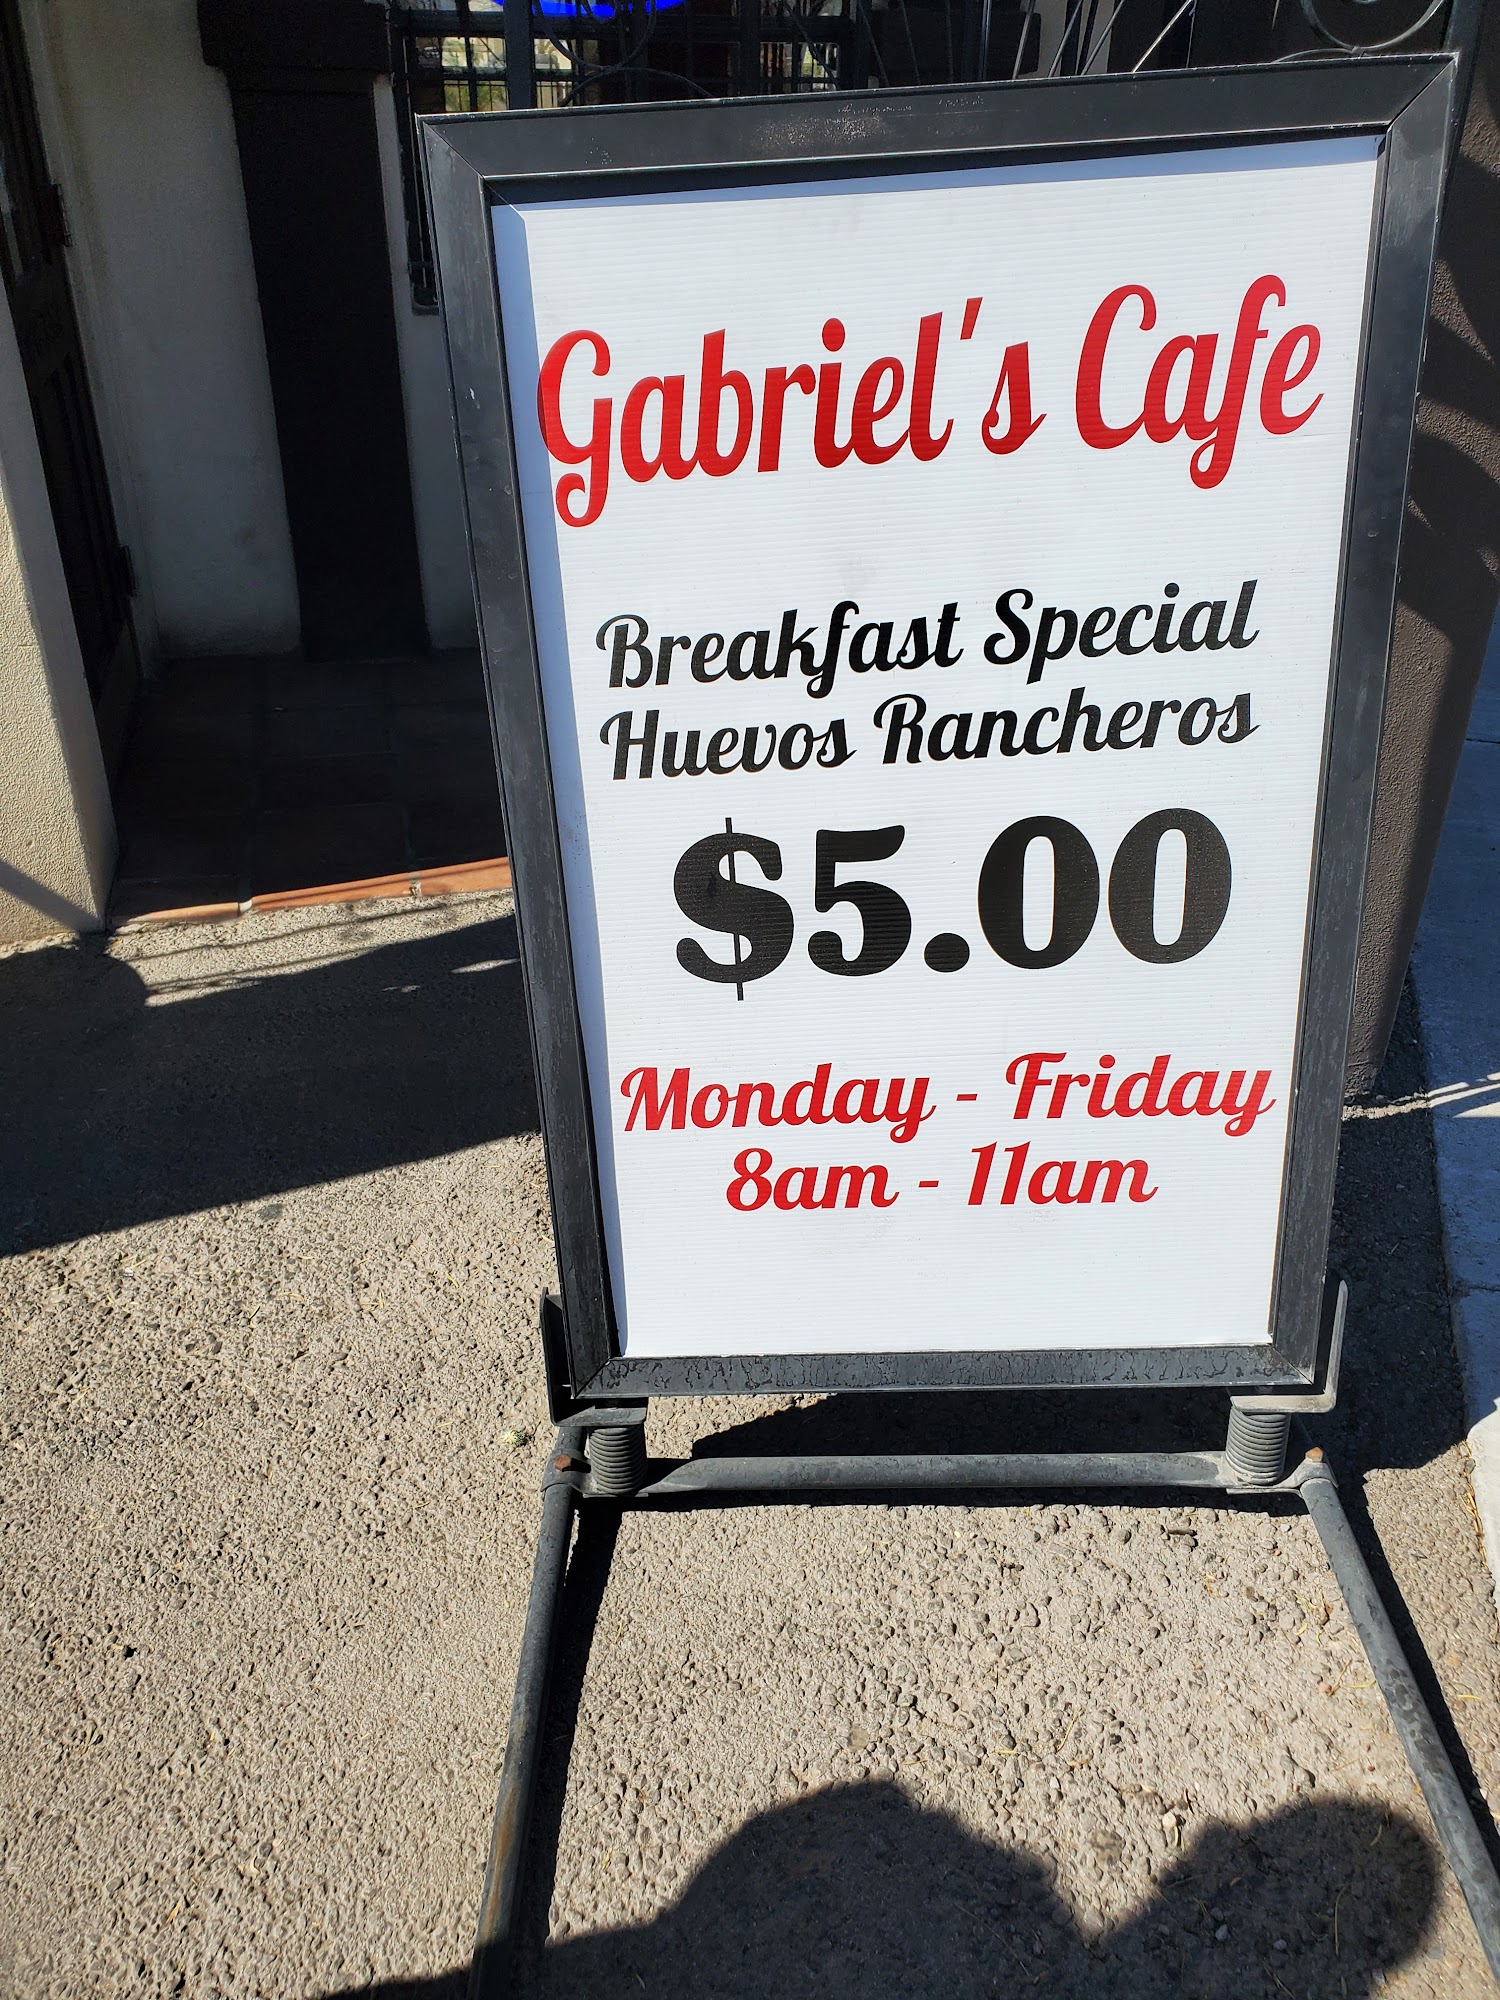 Gabriel's Cafe
Breakfast Special
Huevos Rancheros
$5.00
Monday - Friday
8am - 11am